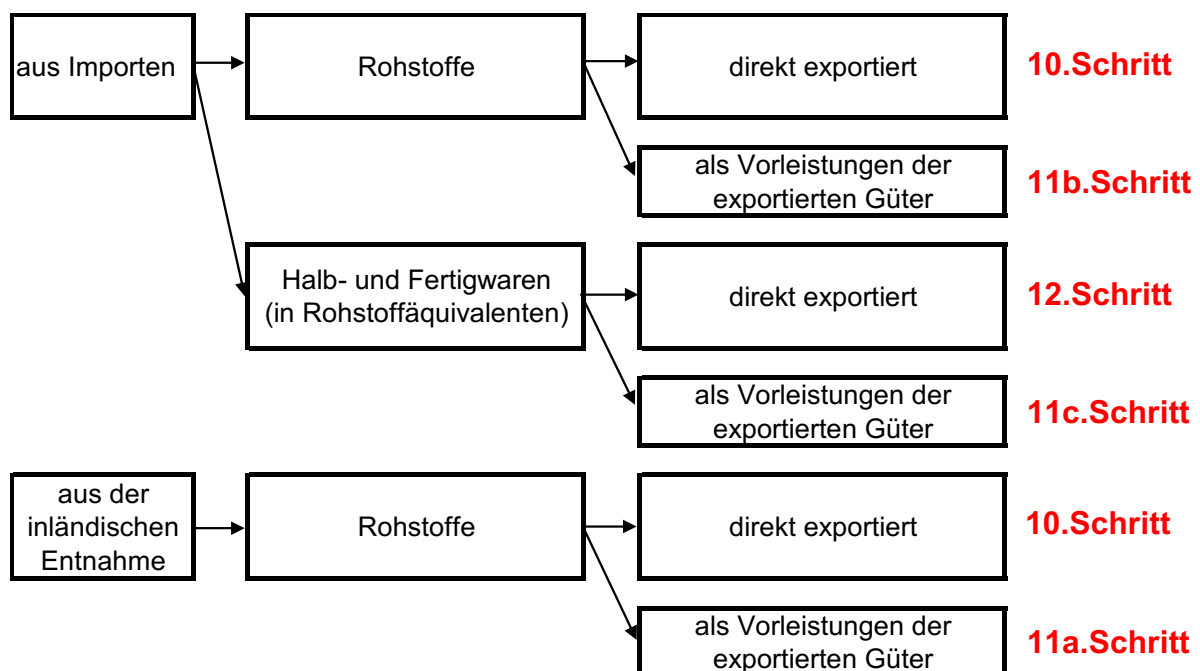 aus Importen
Rohstoffe
direkt exportiert
10.Schritt
als Vorleistungen der
exportierten Güter
11b.Schritt
Halb- und Fertigwaren
(in Rohstoffäquivalenten)
direkt exportiert
12.Schritt
als Vorleistungen der
exportierten Güter
11c.Schritt
aus der
inländischen
Entnahme
Rohstoffe
direkt exportiert
10.Schritt
als Vorleistungen der
exportierten Güter
11a.Schritt